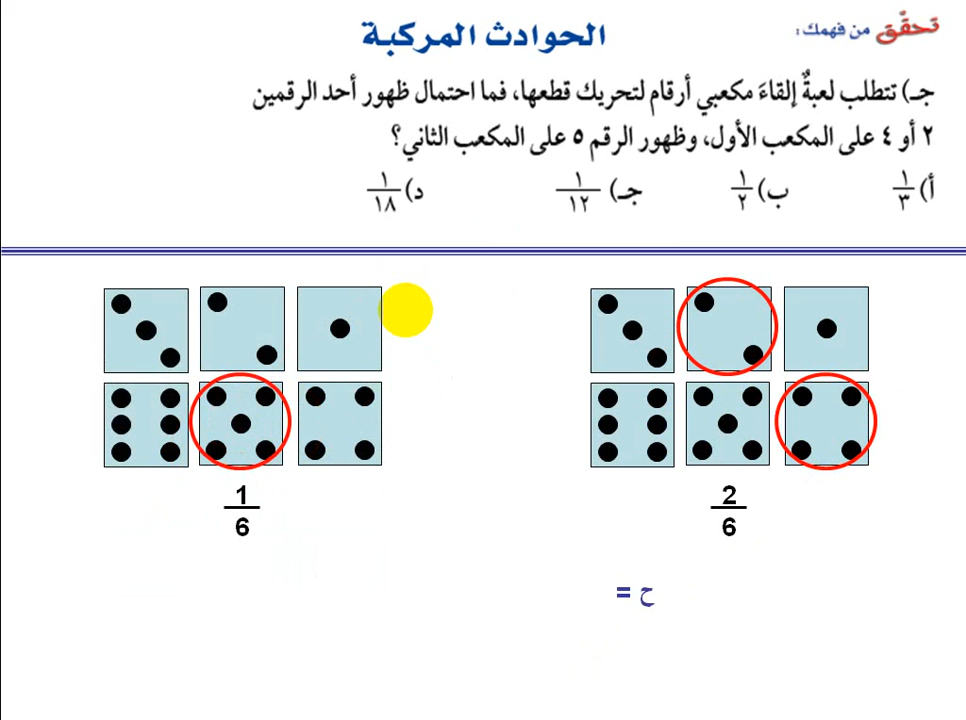 تحقّق من فهمك:
الحوادث المركبة
جـ) تتطلب لعبةٌ إلقاءَ مكعبي أرقام لتحريك قطعها، فما احتمال ظهور أحد الرقمين
٢ أو ٤ على المكعب الأول، وظهور الرقم ٥ على المكعب الثاني؟
أ) ١/٣ ب) ١/٢ جـ) ١/١٢ د) ١/١٨
2/6 1/6
ح =